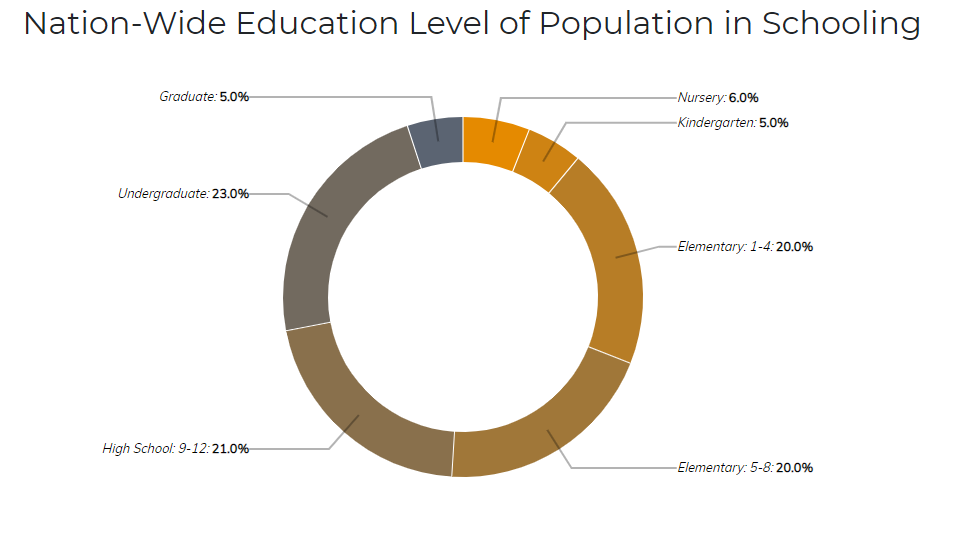 Nation-Wide Education Level of Population in Schooling
Graduate: 5.0%
Nursery: 6.0%
Kindergarten: 5.0%
Undergraduate: 23.0%
Elementary: 1-4: 20.0%
High School: 9-12: 21.0%
Elementary: 5-8: 20.0%